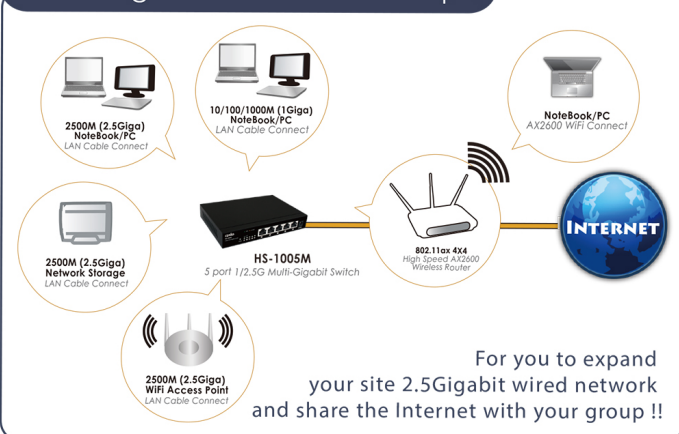 2500M (2.5Giga)
NoteBook/PC
LAN Cable Connect
10/100/1000M (1Giga)
NoteBook/PC
LAN Cable Connect
NoteBook/PC
AX2600 WiFi Connect
2500M (2.5Giga)
Network Storage
LAN Cable Connect
HS-1005M
5 port 1/2.5G Multi-Gigabit Switch
802.11ax 4X4
High Speed AX2600
Wireless Router
INTERNET
2500M (2.5Giga)
WiFi Access Point
LAN Cable Connect
For you to expand
your site 2.5Gigabit wired network
and share the Internet with your group !!